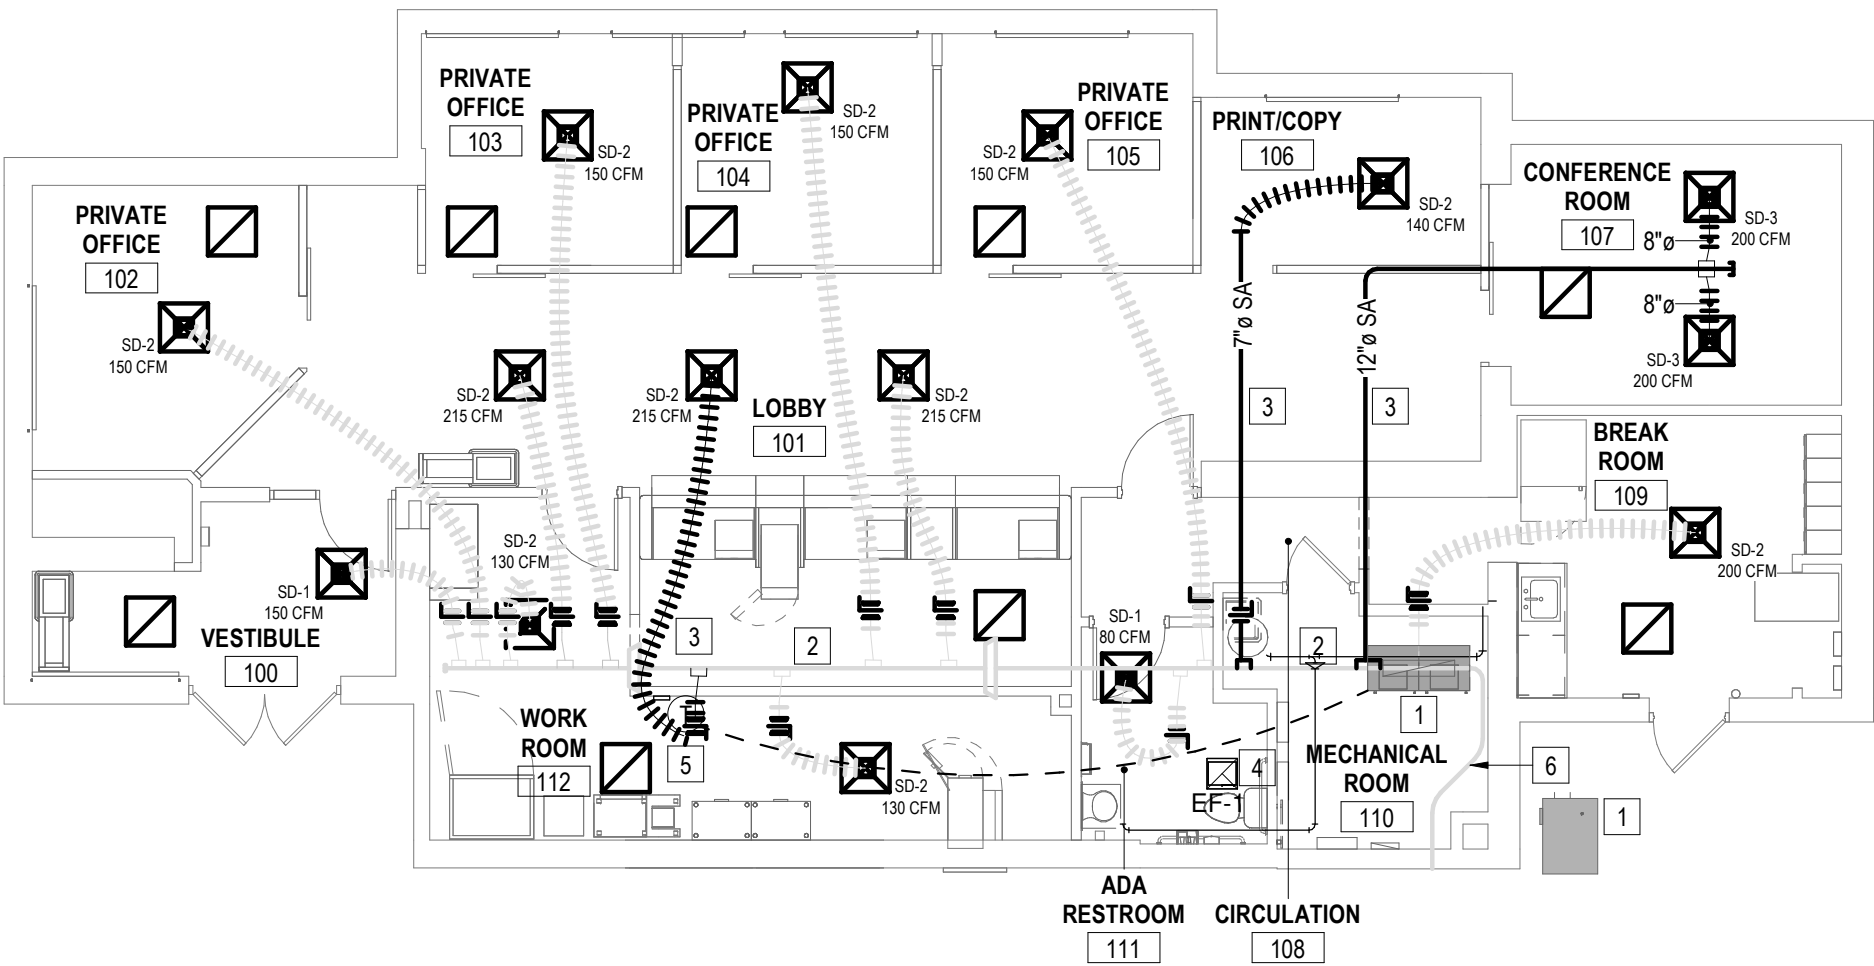 PRIVATE
OFFICE
103
SD-2
150 CFM
PRIVATE
OFFICE
104
SD-2
150 CFM
PRIVATE
OFFICE
105
SD-2
150 CFM
PRINT/COPY
106
SD-2
140 CFM
CONFERENCE
ROOM
107
SD-3
200 CFM
8"ø
8"ø
SD-3
200 CFM
PRIVATE
OFFICE
102
SD-2
150 CFM
SD-2
215 CFM
SD-2
215 CFM
LOBBY
101
SD-2
215 CFM
7"ø SA
3
12"ø SA
3
BREAK
ROOM
109
SD-2
200 CFM
SD-2
130 CFM
SD-1
150 CFM
VESTIBULE
100
3
2
SD-1
80 CFM
2
WORK
ROOM
112
5
SD-2
130 CFM
4
EF-1
MECHANICAL
ROOM
110
1
6
1
ADA
RESTROOM
111
CIRCULATION
108